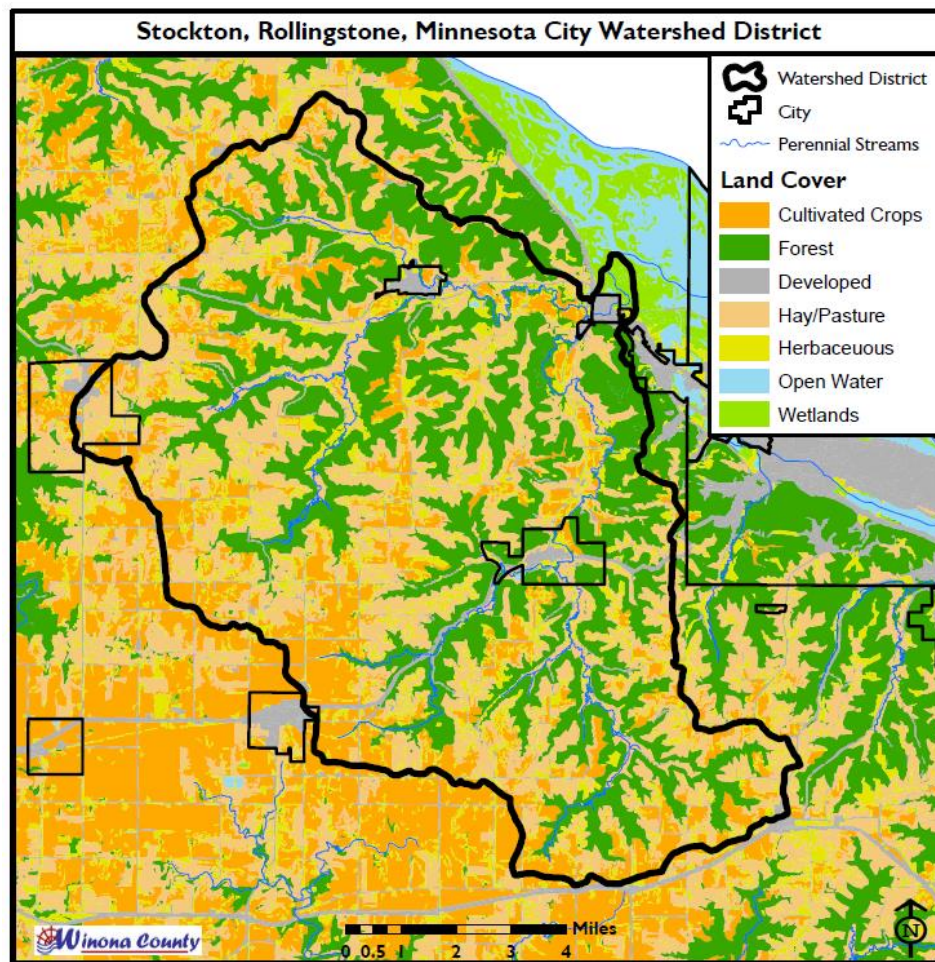 Stockton, Rollingstone, Minnesota City Watershed District
Watershed District
City
Perennial Streams
Land Cover
Cultivated Crops
Forest
Developed
Hay/Pasture
Herbaceuous
Open Water
Wetlands
Winona County
Miles
0 0.5 1 2 3 4
N